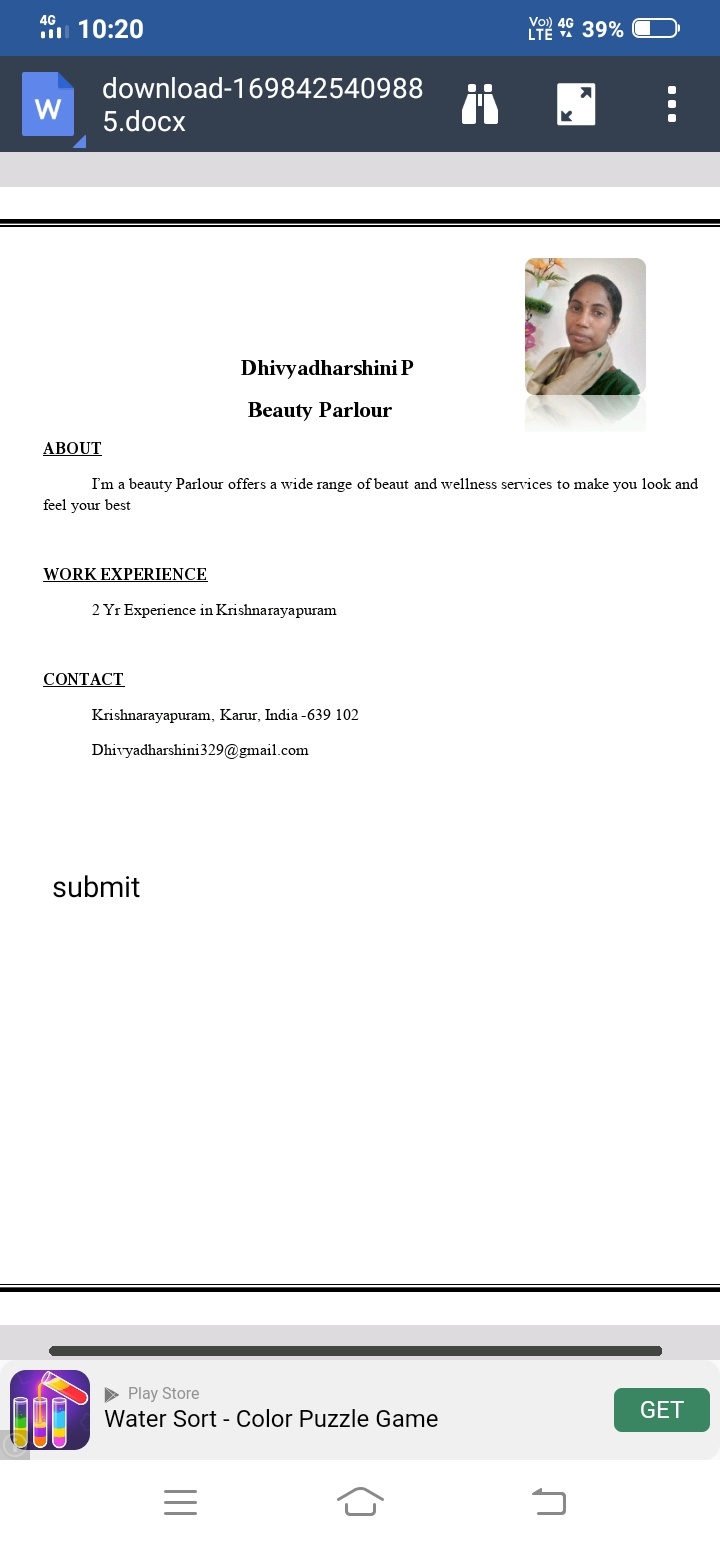 4G 10:20 Vo)) LTE 4G 39%
W
download-169842540988
5.docx
Dhivyadharshini P
Beauty Parlour
ABOUT
I'm a beauty Parlour offers a wide range of beaut and wellness services to make you look and
feel your best
WORK EXPERIENCE
2 Yr Experience in Krishnarayapuram
CONTACT
Krishnarayapuram, Karur, India -639 102
Dhivyadharshini329@gmail.com
submit
Play Store
Water Sort - Color Puzzle Game
GET